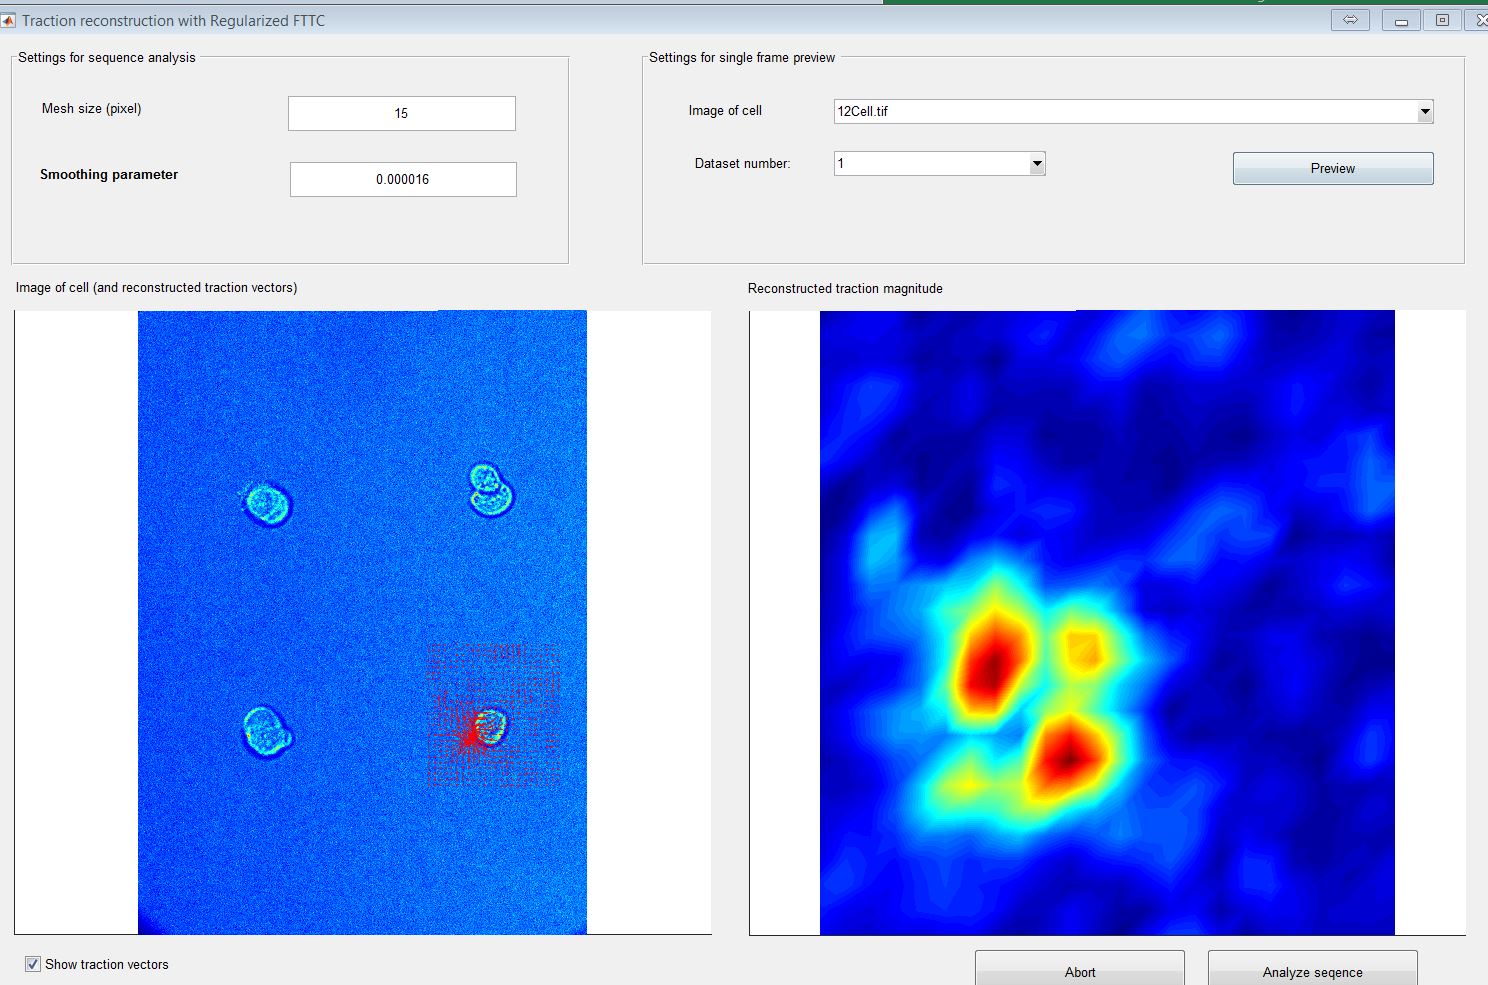 Traction reconstruction with Regularized FTTC
Settings for sequence analysis
Mesh size (pixel)
15
Smoothing parameter
0.000016
Settings for single frame preview
Image of cell
12Cell.tif
Dataset number:
1
Preview
Image of cell (and reconstructed traction vectors)
Reconstructed traction magnitude
Show traction vectors
Abort
Analyze seqence